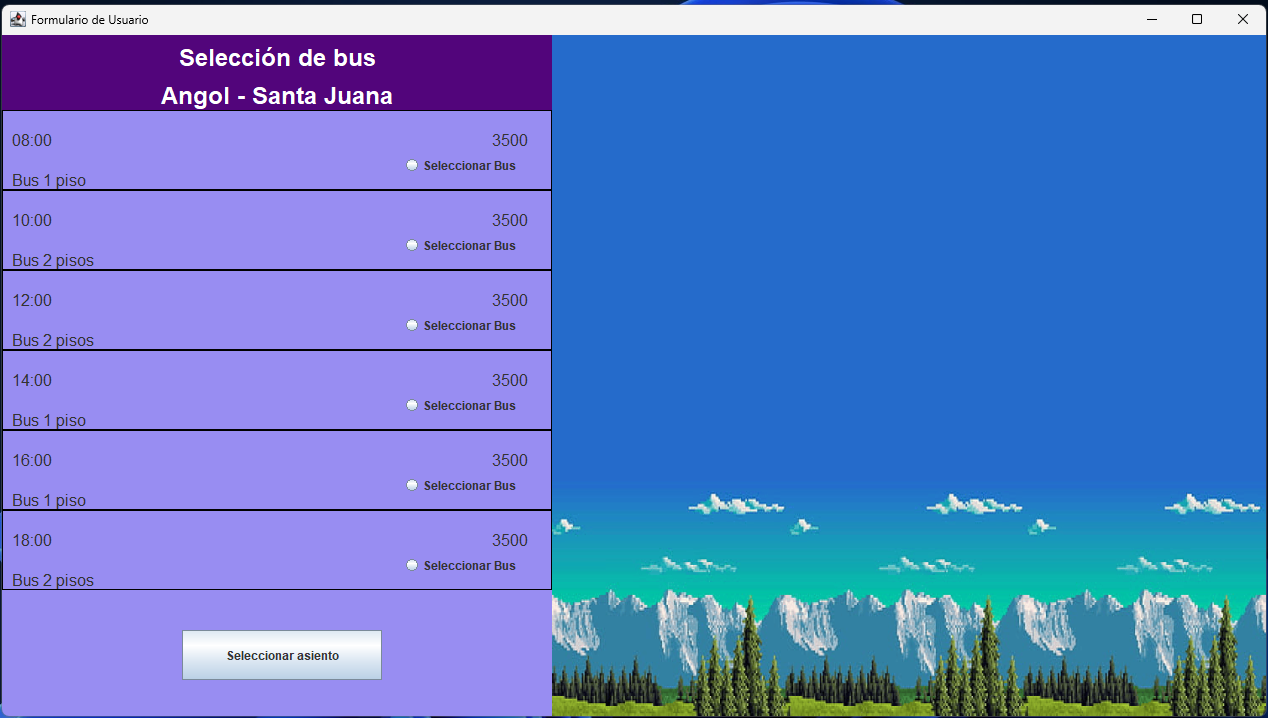 Formulario de Usuario
Selección de bus
Angol - Santa Juana
08:00 3500
Seleccionar Bus
Bus 1 piso
10:00 3500
Seleccionar Bus
Bus 2 pisos
12:00 3500
Seleccionar Bus
Bus 2 pisos
14:00 3500
Seleccionar Bus
Bus 1 piso
16:00 3500
Seleccionar Bus
Bus 1 piso
18:00 3500
Seleccionar Bus
Bus 2 pisos
Seleccionar asiento